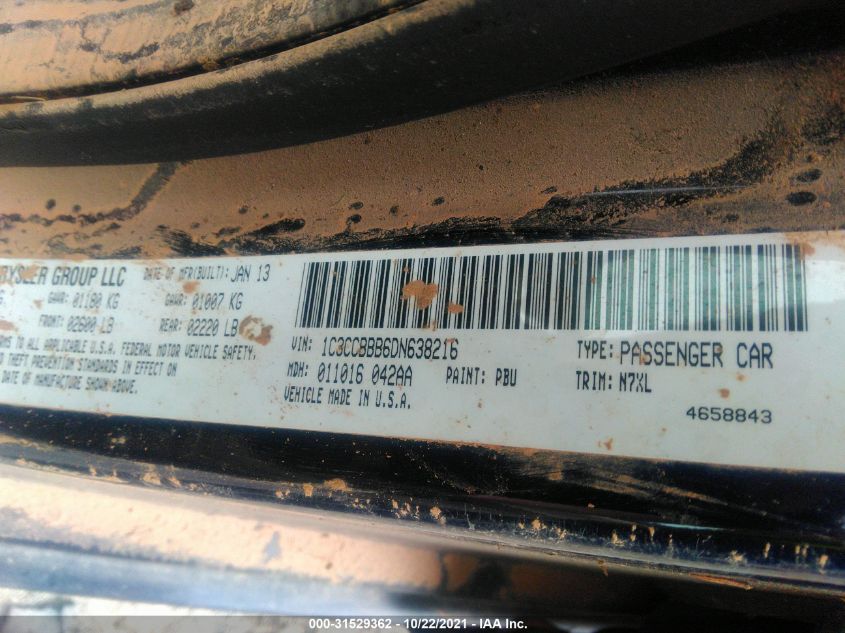 RYSLER GROUP LLC DATE OF MFR(BUILT): JAN 13
GAWR: 01180 KG GAWR: 01007 KG
FRONT: 02600 LB REAR: 02220 LB
TO ALL APPLICABLE U.S.A. FEDERAL MOTOR VEHICLE SAFETY,
THEFT PREVENTION STANDARDS IN EFFECT ON
DATE OF MANUFACTURE SHOWN ABOVE.
VIN: 1C3CCBBB6DN638216 TYPE: PASSENGER CAR
MDH: 011016 042AA PAINT: PBU TRIM: N7XL
VEHICLE MADE IN U.S.A.
4658843
000-31529362 - 10/22/2021 - IAA Inc.